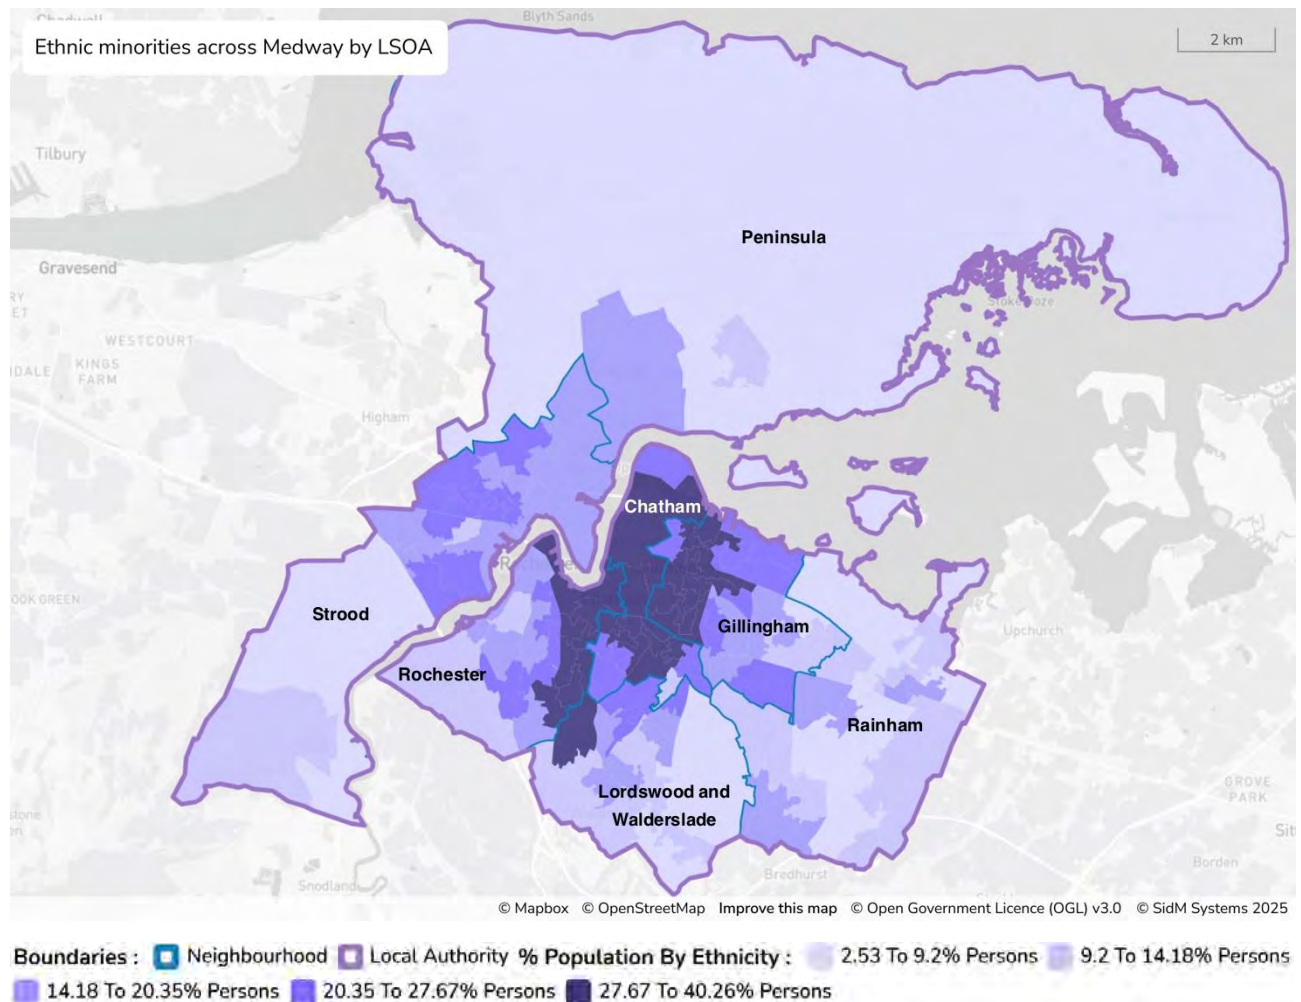 Blyth Sands
Ethnic minorities across Medway by LSOA
2 km
Tilbury
Peninsula
Gravesend
WESTCOURT
KINGS
FARM
Higham
Chatham
Strood
Gillingham
Upchurch
Rochester
Rainham
Lordswood and
Walderslade
GROVE
PARK
Borden
Bredhurst
Snodland
© Mapbox © OpenStreetMap Improve this map © Open Government Licence (OGL) v3.0 © SidM Systems 2025
Boundaries : Neighbourhood Local Authority % Population By Ethnicity : 2.53 To 9.2% Persons 9.2 To 14.18% Persons
14.18 To 20.35% Persons 20.35 To 27.67% Persons 27.67 To 40.26% Persons